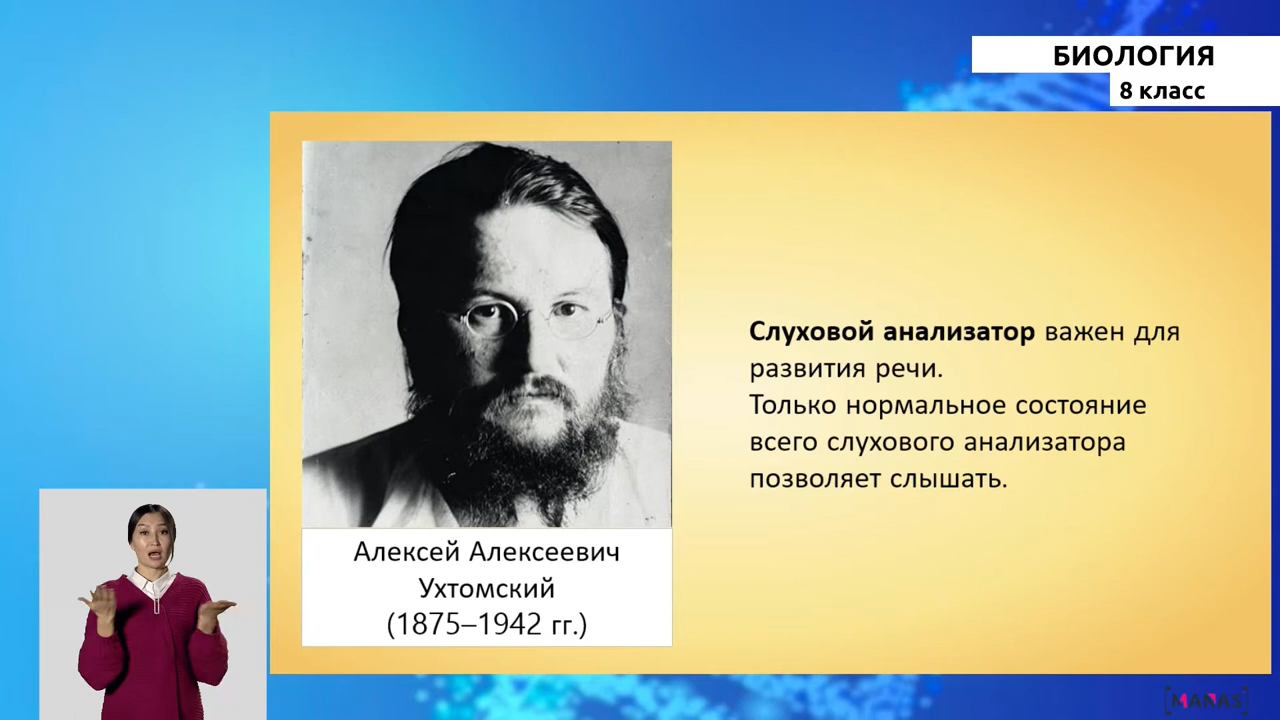 БИОЛОГИЯ
8 класс
Слуховой анализатор важен для
развития речи.
Только нормальное состояние
всего слухового анализатора
позволяет слышать.
Алексей Алексеевич
Ухтомский
(1875–1942 гг.)
[MANAS]